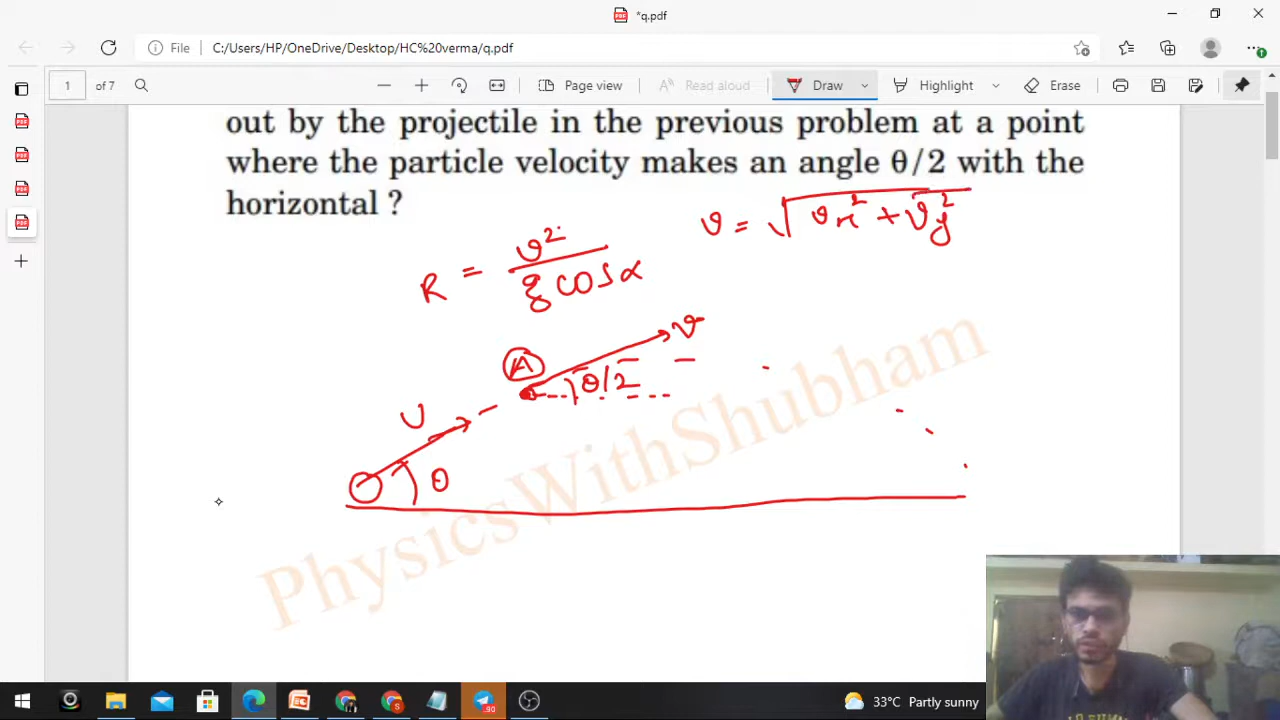 *q.pdf
File C:/Users/HP/OneDrive/Desktop/HC%20verma/q.pdf
1 of 7 Page view Read aloud Draw Highlight Erase
out by the projectile in the previous problem at a point
where the particle velocity makes an angle θ/2 with the
horizontal ?
v = √(vx² + vy²)
R = v² / g cos α
A v
θ/2
U
θ
PhysicsWithShubham
90
33°C Partly sunny